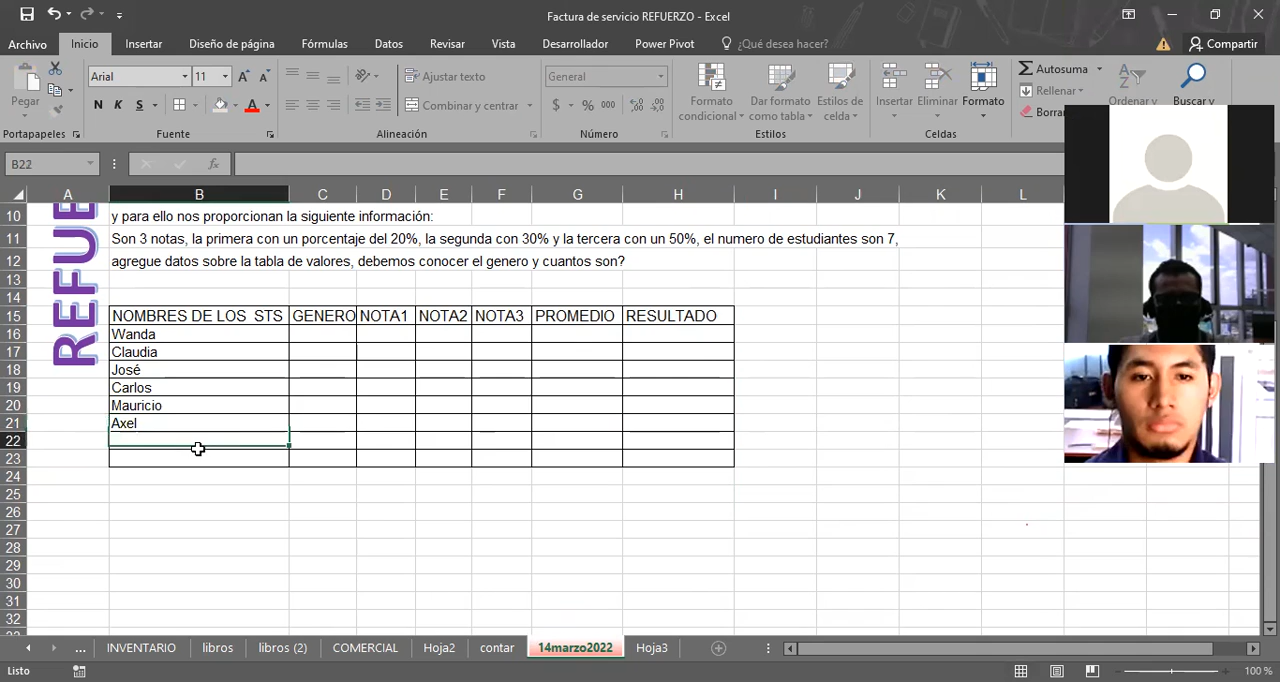 Factura de servicio REFUERZO - Excel
Archivo Inicio Insertar Diseño de página Fórmulas Datos Revisar Vista Desarrollador Power Pivot ¿Qué desea hacer? Compartir
Arial 11 Ajustar texto General Autosuma
Pegar N K S Combinar y centrar $ % 000 Formato condicional Dar formato como tabla Estilos de celda Insertar Eliminar Formato Rellenar Ordenar y Buscar y
Portapapeles Fuente Alineación Número Estilos Celdas
B22 fx
A B C D E F G H I J K L
10 y para ello nos proporcionan la siguiente información:
11 Son 3 notas, la primera con un porcentaje del 20%, la segunda con 30% y la tercera con un 50%, el numero de estudiantes son 7,
12 agregue datos sobre la tabla de valores, debemos conocer el genero y cuantos son?
13
14
15 NOMBRES DE LOS STS GENERO NOTA1 NOTA2 NOTA3 PROMEDIO RESULTADO
16 Wanda
17 Claudia
18 José
19 Carlos
20 Mauricio
21 Axel
22
23
24
25
26
27
28
29
30
31
32
REFUE
... INVENTARIO libros libros (2) COMERCIAL Hoja2 contar 14marzo2022 Hoja3
Listo 100 %